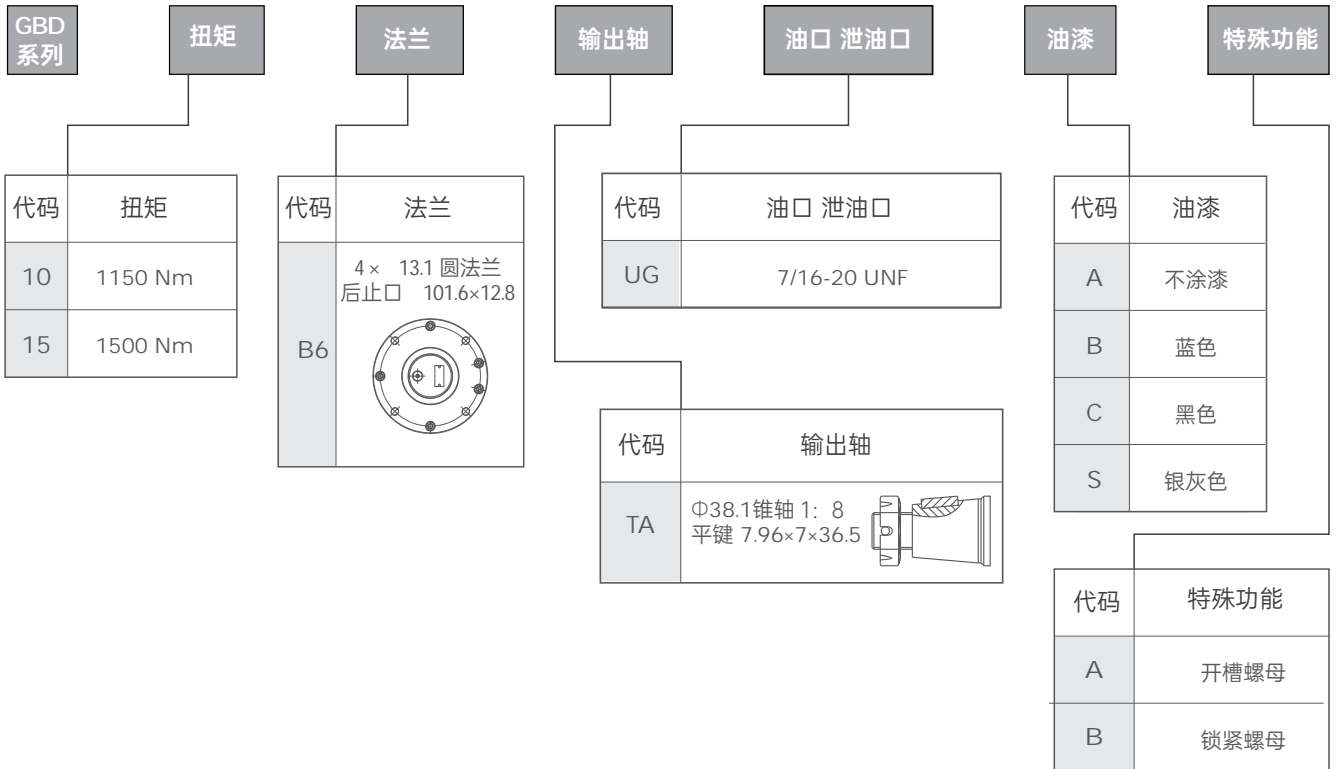 GBD
系列
扭矩
法兰
输出轴
油口 泄油口
油漆
特殊功能
代码 扭矩
10 1150 Nm
15 1500 Nm
代码 法兰
B6
4× 13.1 圆法兰
后止口 101.6×12.8
代码 油口 泄油口
UG 7/16-20 UNF
代码 输出轴
TA
Φ38.1锥轴 1：8
平键 7.96×7×36.5
代码 油漆
A 不涂漆
B 蓝色
C 黑色
S 银灰色
代码 特殊功能
A 开槽螺母
B 锁紧螺母